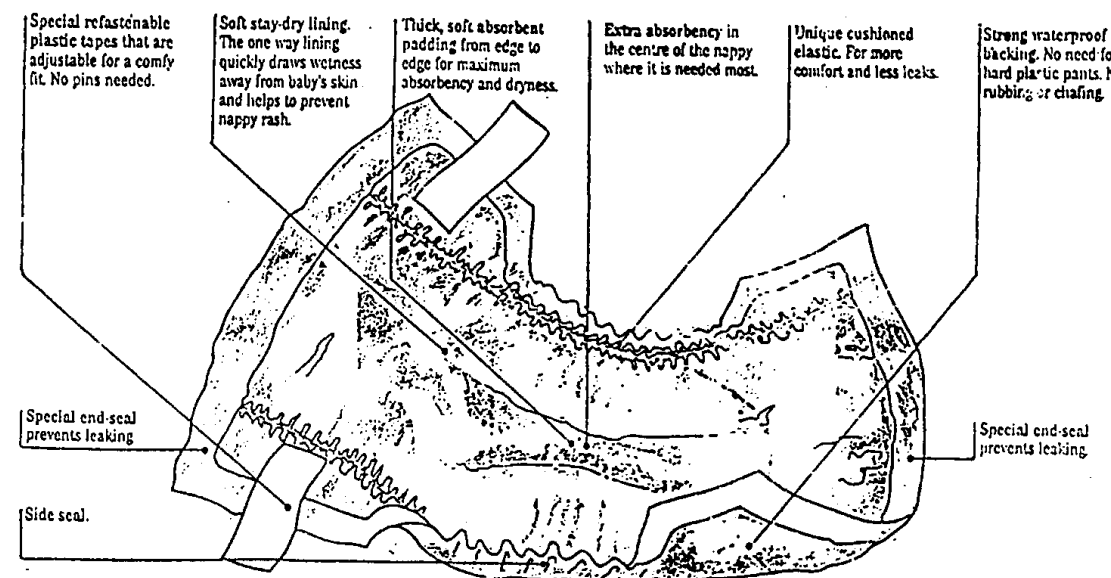 Special refastenable
plastic tapes that are
adjustable for a comfy
fit. No pins needed.
Soft stay-dry lining.
The one way lining
quickly draws wetness
away from baby's skin
and helps to prevent
nappy rash.
Thick, soft absorbent
padding from edge to
edge for maximum
absorbency and dryness.
Extra absorbency in
the centre of the nappy
where it is needed most.
Unique cushioned
elastic. For more
comfort and less leaks.
Strong waterproof
backing. No need fo
hard plastic pants. N
rubbing or chafing.
Special end-seal
prevents leaking
Special end-seal
prevents leaking.
Side seal.